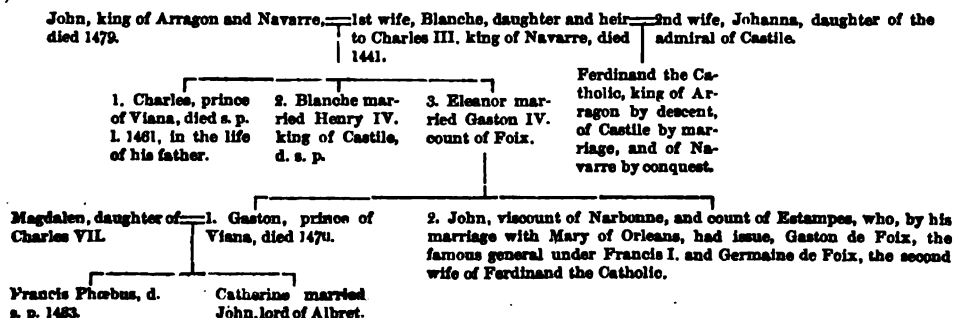 John, king of Arragon and Navarre,
died 1479.
1st wife, Blanche, daughter and heir
to Charles III. king of Navarre, died
1441.
2nd wife, Johanna, daughter of the
admiral of Castile.
1. Charles, prince
of Viana, died s. p.
l. 1461, in the life
of his father.
2. Blanche mar-
ried Henry IV.
king of Castile,
d. s. p.
3. Eleanor mar-
ried Gaston IV.
count of Foix.
Ferdinand the Ca-
tholic, king of Ar-
ragon by descent,
of Castile by mar-
riage, and of Na-
varre by conquest.
Magdalen, daughter of
Charles VII.
1. Gaston, prince of
Viana, died 1470.
2. John, viscount of Narbonne, and count of Estampes, who, by his
marriage with Mary of Orleans, had issue, Gaston de Foix, the
famous general under Francis I. and Germaine de Foix, the second
wife of Ferdinand the Catholic.
Francis Phœbus, d.
s. p. 1483.
Catharine married
John, lord of Albret.